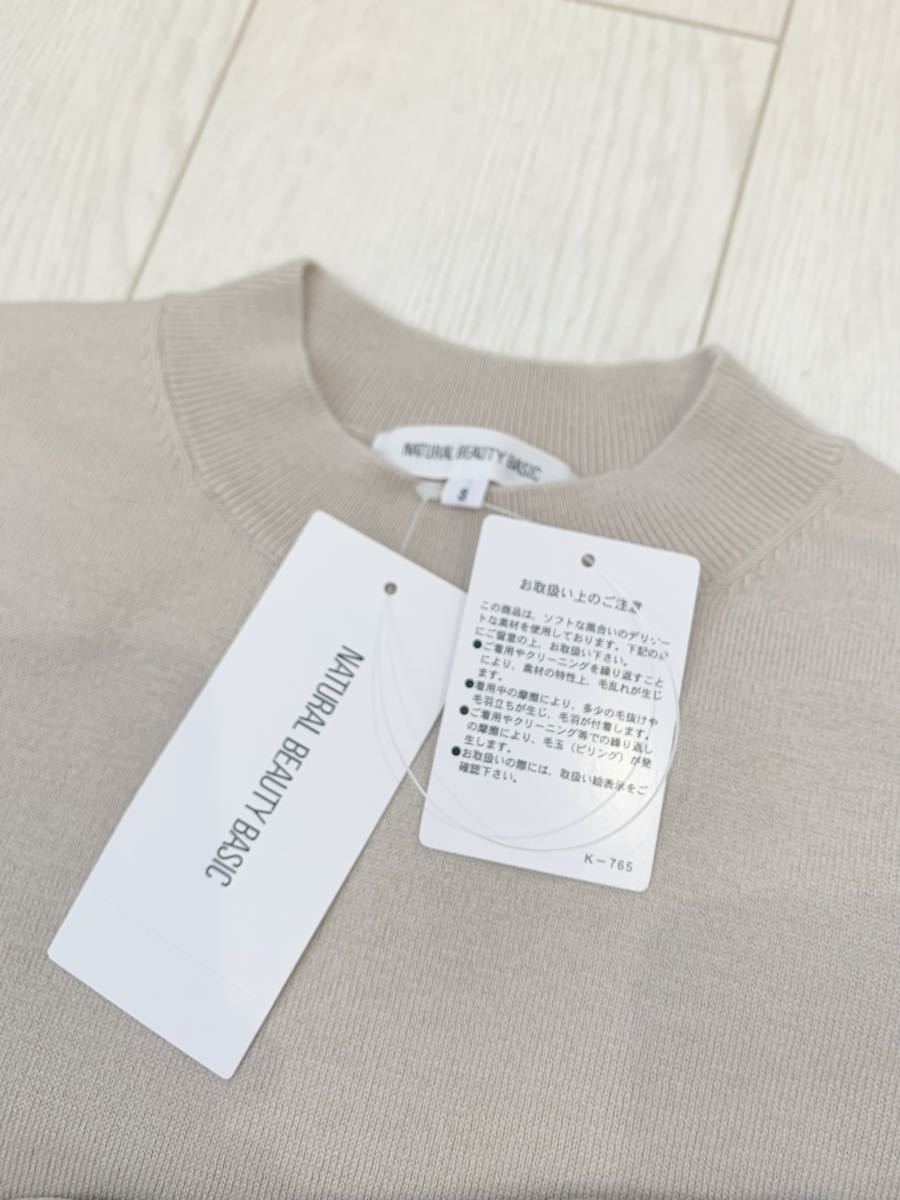 NATURAL BEAUTY BASIC
S
NATURAL BEAUTY BASIC
お取扱い上のご注意
この商品は、ソフトな風合いのデリケー
トな素材を使用しております。下記の点
にご留意の上、お取扱い下さい。
●ご着用やクリーニングを繰り返すこと
により、素材の特性上、毛乱れが生じ
ます。
●着用中の摩擦により、多少の毛抜けや
毛羽立ちが生じ、毛羽が付着します。
●ご着用やクリーニング等での繰り返し
の摩擦により、毛玉（ピリング）が発
生します。
●お取扱いの際には、取扱い絵表示をご
確認下さい。
K－765